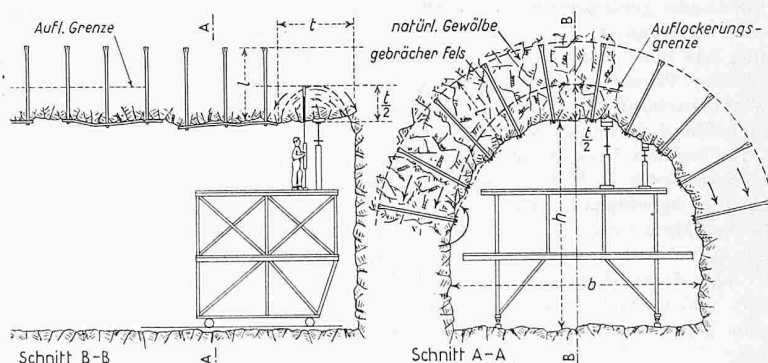 A
t
Aufl. Grenze
l
t/2
A
Schnitt B-B
natürl. Gewölbe
gebrächer Fels
B
Auflockerungs-
grenze
t/2
h
b
B
Schnitt A-A